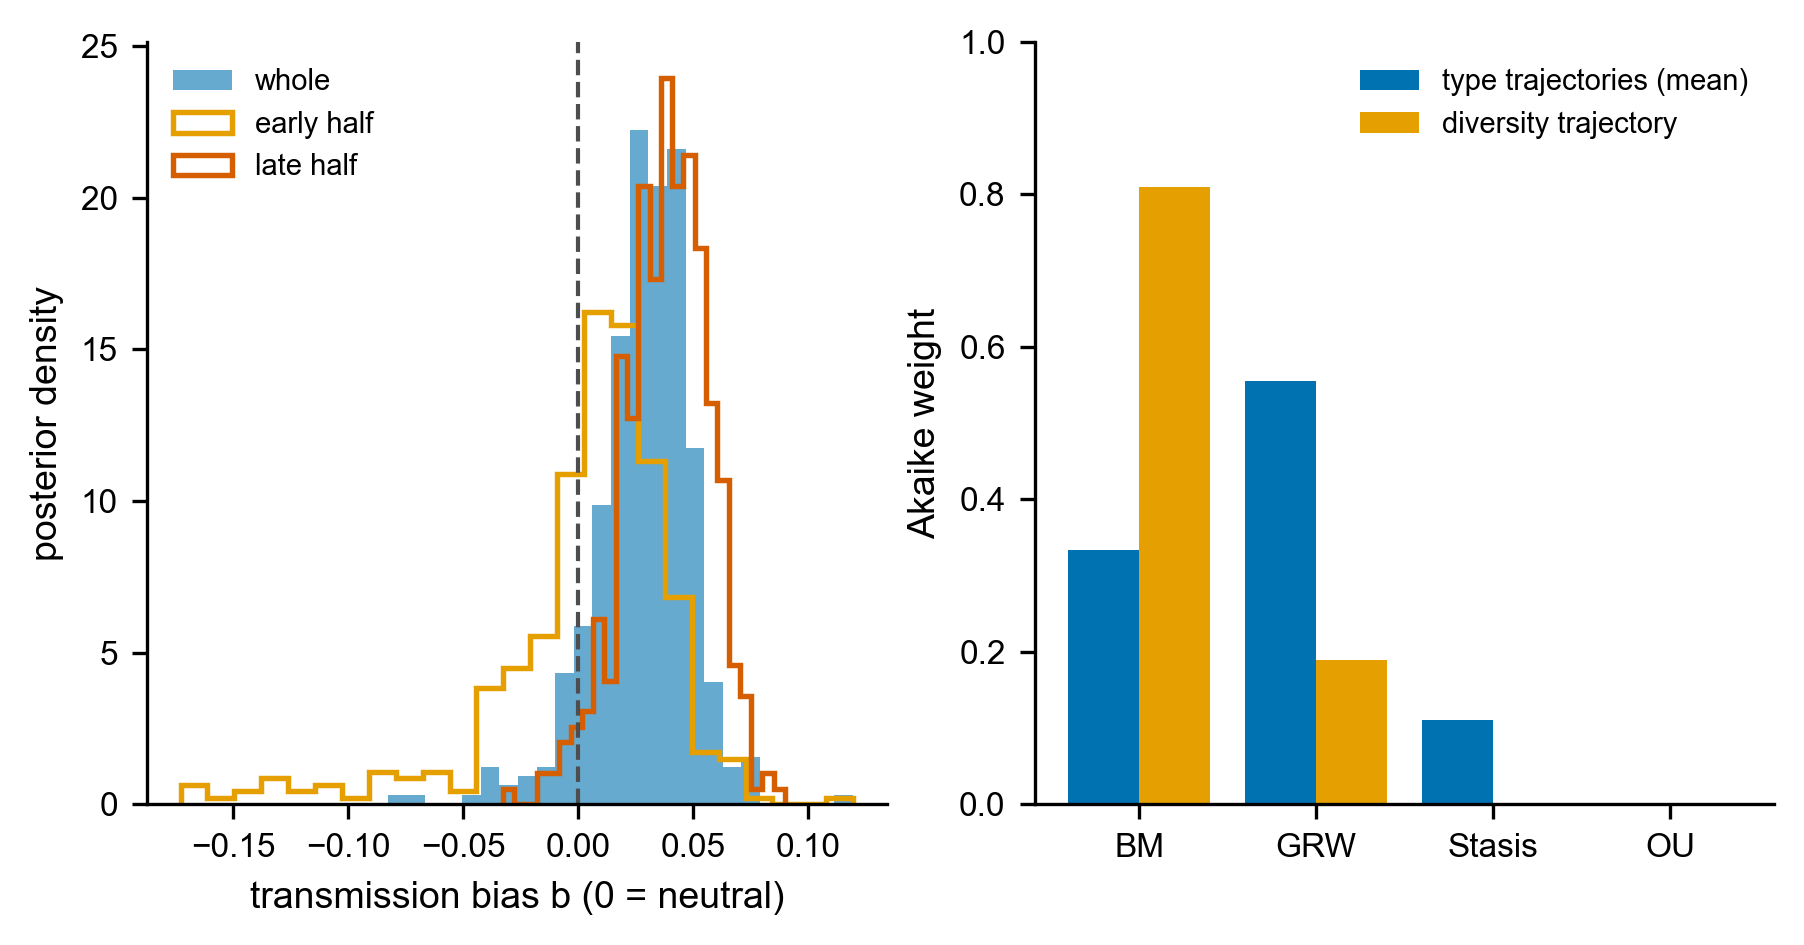 25
20
15
10
5
0
posterior density
whole
early half
late half
−0.15
−0.10
−0.05
0.00
0.05
0.10
transmission bias b (0 = neutral)
1.0
0.8
0.6
0.4
0.2
0.0
Akaike weight
type trajectories (mean)
diversity trajectory
BM
GRW
Stasis
OU